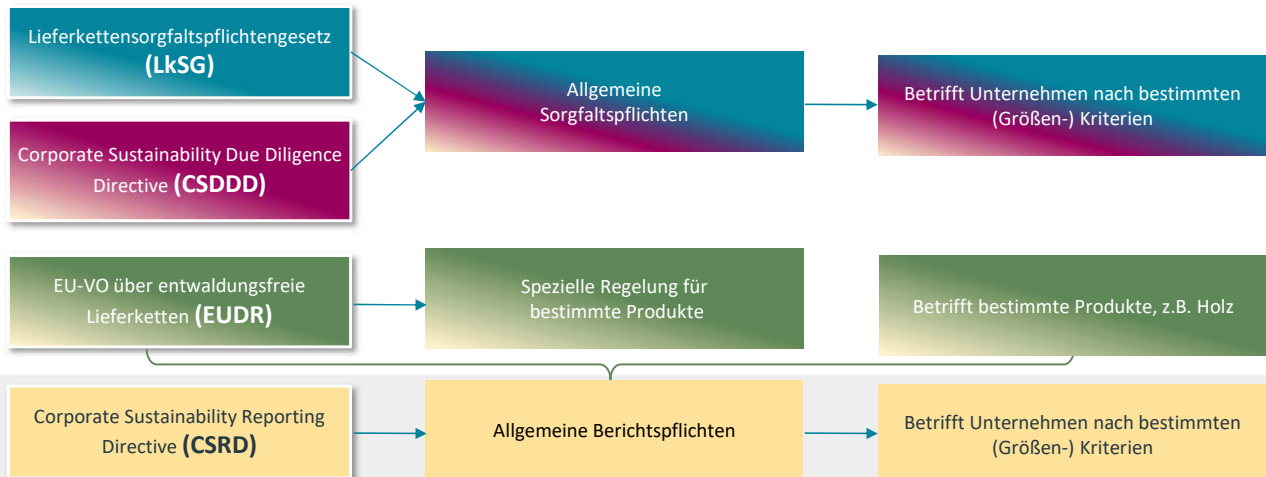 Lieferkettensorgfaltspflichtengesetz
(LkSG)
Allgemeine
Sorgfaltspflichten
Betrifft Unternehmen nach bestimmten
(Größen-) Kriterien
Corporate Sustainability Due Diligence
Directive (CSDDD)
EU-VO über entwaldungsfreie
Lieferketten (EUDR)
Spezielle Regelung für
bestimmte Produkte
Betrifft bestimmte Produkte, z.B. Holz
Corporate Sustainability Reporting
Directive (CSRD)
Allgemeine Berichtspflichten
Betrifft Unternehmen nach bestimmten
(Größen-) Kriterien